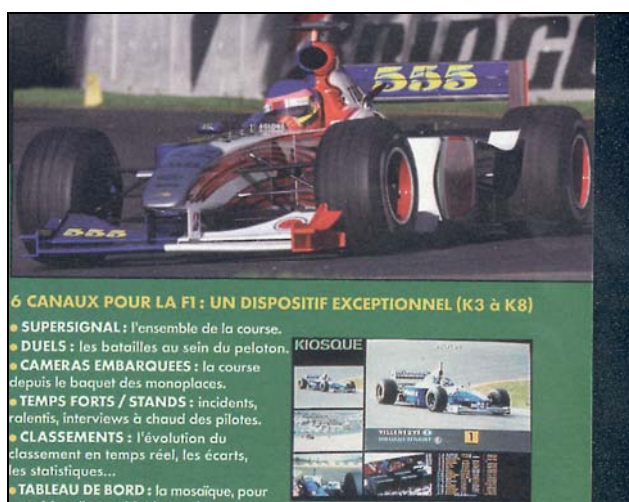 555
555
6 CANAUX POUR LA F1 : UN DISPOSITIF EXCEPTIONNEL (K3 à K8)
• SUPERSIGNAL : l'ensemble de la course.
• DUELS : les batailles au sein du peloton.
• CAMERAS EMBARQUEES : la course
depuis le baquet des monoplaces.
• TEMPS FORTS / STANDS : incidents,
ralentis, interviews à chaud des pilotes.
• CLASSEMENTS : l'évolution du
classement en temps réel, les écarts,
les statistiques...
• TABLEAU DE BORD : la mosaïque, pour
KIOSQUE
VILLENEUVE
1